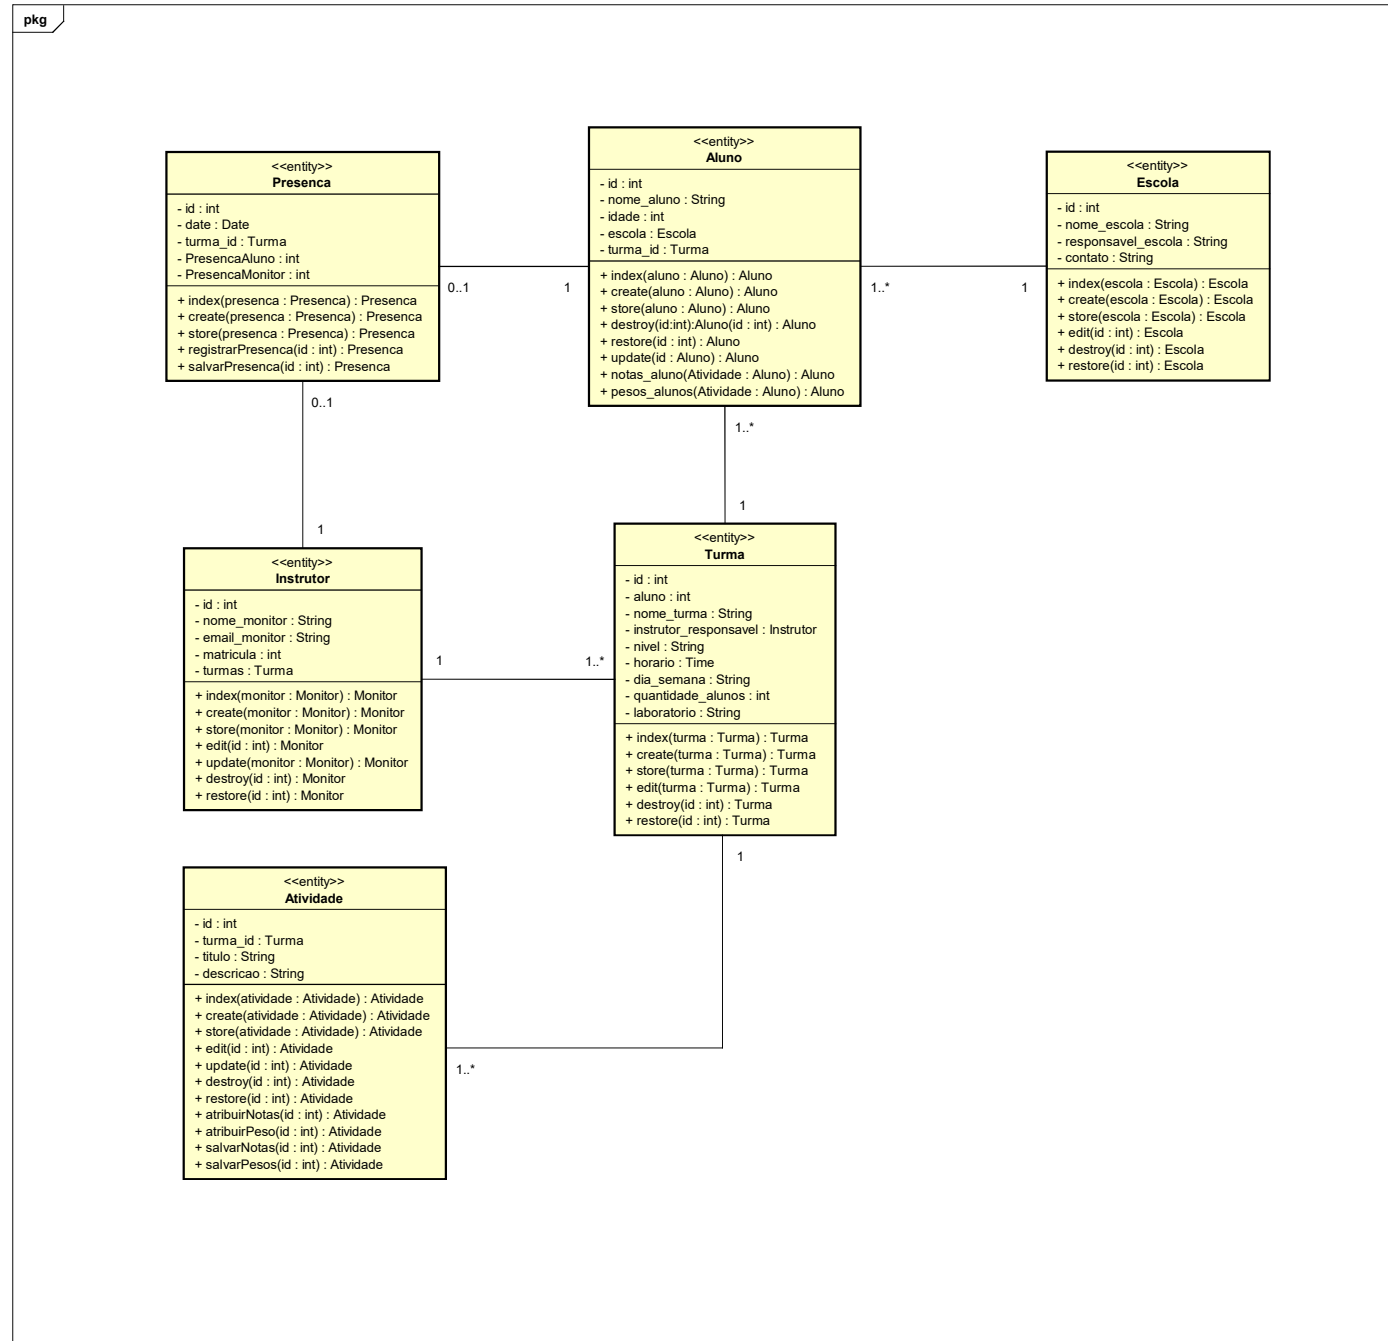 pkg
<<entity>>
Presenca
- id : int
- date : Date
- turma_id : Turma
- PresencaAluno : int
- PresencaMonitor : int
+ index(presenca : Presenca) : Presenca
+ create(presenca : Presenca) : Presenca
+ store(presenca : Presenca) : Presenca
+ registrarPresenca(id : int) : Presenca
+ salvarPresenca(id : int) : Presenca
0..1
1
<<entity>>
Aluno
- id : int
- nome_aluno : String
- idade : int
- escola : Escola
- turma_id : Turma
+ index(aluno : Aluno) : Aluno
+ create(aluno : Aluno) : Aluno
+ store(aluno : Aluno) : Aluno
+ destroy(id:int):Aluno(id : int) : Aluno
+ restore(id : int) : Aluno
+ update(id : Aluno) : Aluno
+ notas_aluno(Atividade : Aluno) : Aluno
+ pesos_alunos(Atividade : Aluno) : Aluno
1..*
1
<<entity>>
Escola
- id : int
- nome_escola : String
- responsavel_escola : String
- contato : String
+ index(escola : Escola) : Escola
+ create(escola : Escola) : Escola
+ store(escola : Escola) : Escola
+ edit(id : int) : Escola
+ destroy(id : int) : Escola
+ restore(id : int) : Escola
0..1
1
1..*
1
<<entity>>
Instrutor
- id : int
- nome_monitor : String
- email_monitor : String
- matricula : int
- turmas : Turma
+ index(monitor : Monitor) : Monitor
+ create(monitor : Monitor) : Monitor
+ store(monitor : Monitor) : Monitor
+ edit(id : int) : Monitor
+ update(monitor : Monitor) : Monitor
+ destroy(id : int) : Monitor
+ restore(id : int) : Monitor
1
1..*
<<entity>>
Turma
- id : int
- aluno : int
- nome_turma : String
- instrutor_responsavel : Instrutor
- nivel : String
- horario : Time
- dia_semana : String
- quantidade_alunos : int
- laboratorio : String
+ index(turma : Turma) : Turma
+ create(turma : Turma) : Turma
+ store(turma : Turma) : Turma
+ edit(turma : Turma) : Turma
+ destroy(id : int) : Turma
+ restore(id : int) : Turma
1
<<entity>>
Atividade
- id : int
- turma_id : Turma
- titulo : String
- descricao : String
+ index(atividade : Atividade) : Atividade
+ create(atividade : Atividade) : Atividade
+ store(atividade : Atividade) : Atividade
+ edit(id : int) : Atividade
+ update(id : int) : Atividade
+ destroy(id : int) : Atividade
+ restore(id : int) : Atividade
+ atribuirNotas(id : int) : Atividade
+ atribuirPeso(id : int) : Atividade
+ salvarNotas(id : int) : Atividade
+ salvarPesos(id : int) : Atividade
1..*